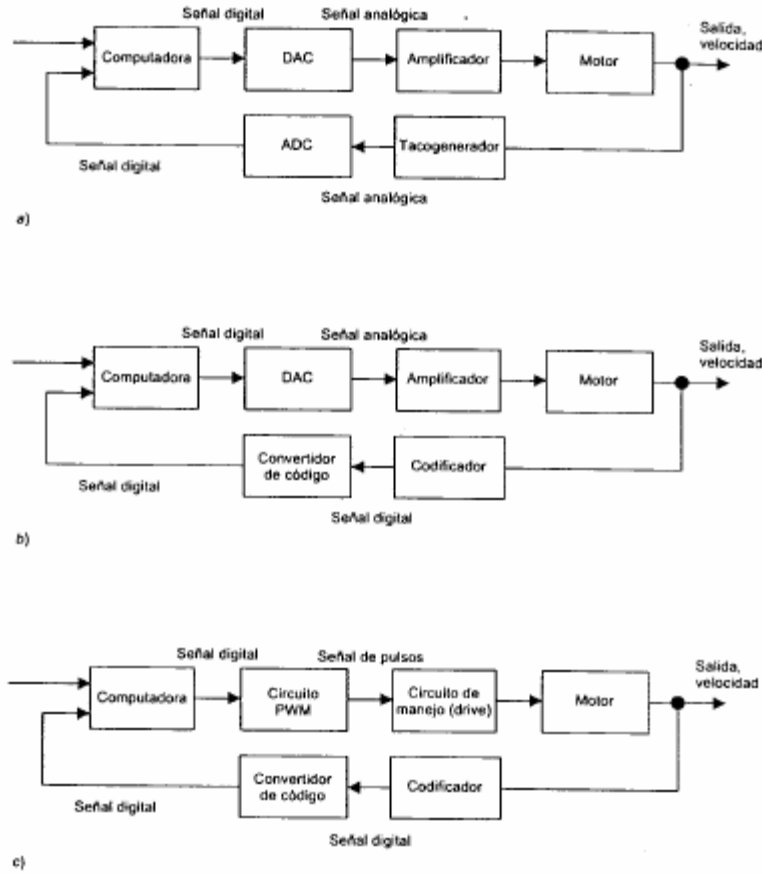 Señal digital
Señal analógica
Computadora
DAC
Amplificador
Motor
Salida,
velocidad
ADC
Tacogenerador
Señal digital
Señal analógica
a)
Señal digital
Señal analógica
Computadora
DAC
Amplificador
Motor
Salida,
velocidad
Convertidor
de código
Codificador
Señal digital
Señal digital
b)
Señal digital
Señal de pulsos
Computadora
Círcuito
PWM
Círcuito de
manejo (drive)
Motor
Salida,
velocidad
Convertidor
de código
Codificador
Señal digital
Señal digital
c)